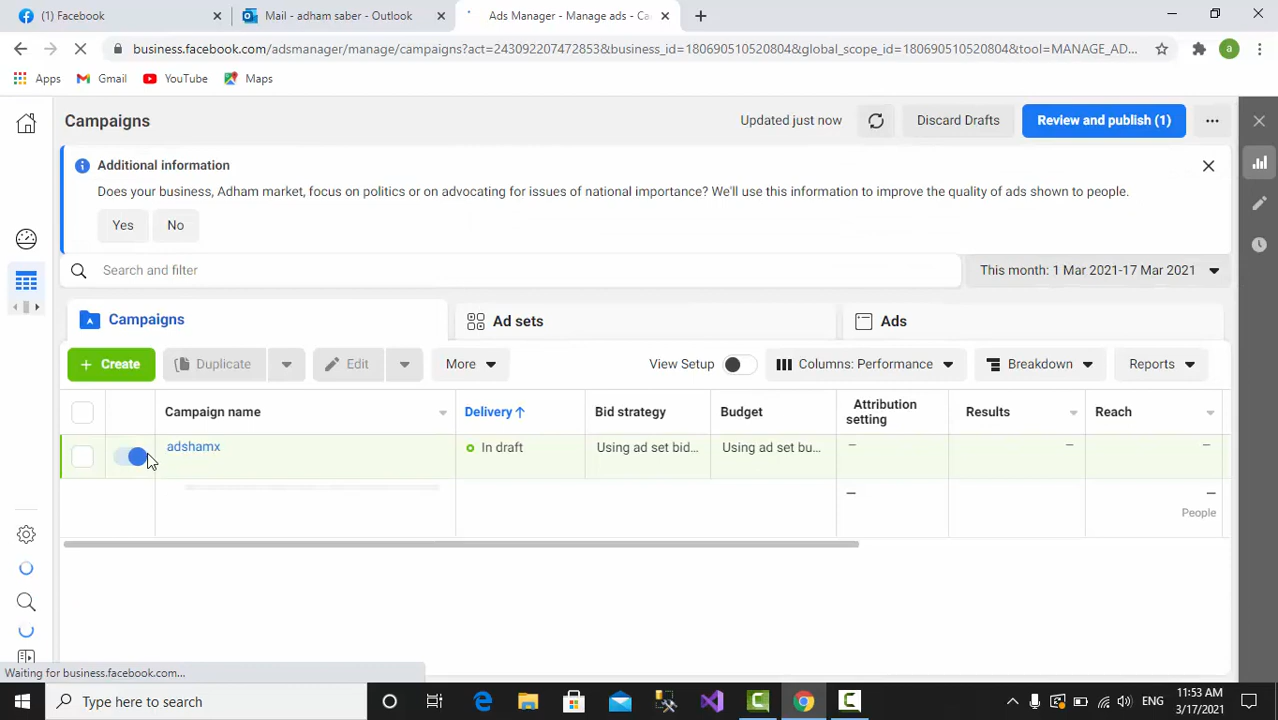 (1) Facebook
Mail - adham saber - Outlook
Ads Manager - Manage ads - Ca
business.facebook.com/adsmanager/manage/campaigns?act=243092207472853&business_id=180690510520804&global_scope_id=180690510520804&tool=MANAGE_AD...
a
Apps
Gmail
YouTube
Maps
Campaigns
Updated just now
Discard Drafts
Review and publish (1)
Additional information
Does your business, Adham market, focus on politics or on advocating for issues of national importance? We'll use this information to improve the quality of ads shown to people.
Yes
No
Search and filter
This month: 1 Mar 2021-17 Mar 2021
Campaigns
Ad sets
Ads
+ Create
Duplicate
Edit
More
View Setup
Columns: Performance
Breakdown
Reports
Campaign name
Delivery ↑
Bid strategy
Budget
Attribution setting
Results
Reach
adshamx
In draft
Using ad set bid...
Using ad set bu...
—
—
—
—
—
People
Waiting for business.facebook.com...
Type here to search
ENG
11:53 AM
3/17/2021